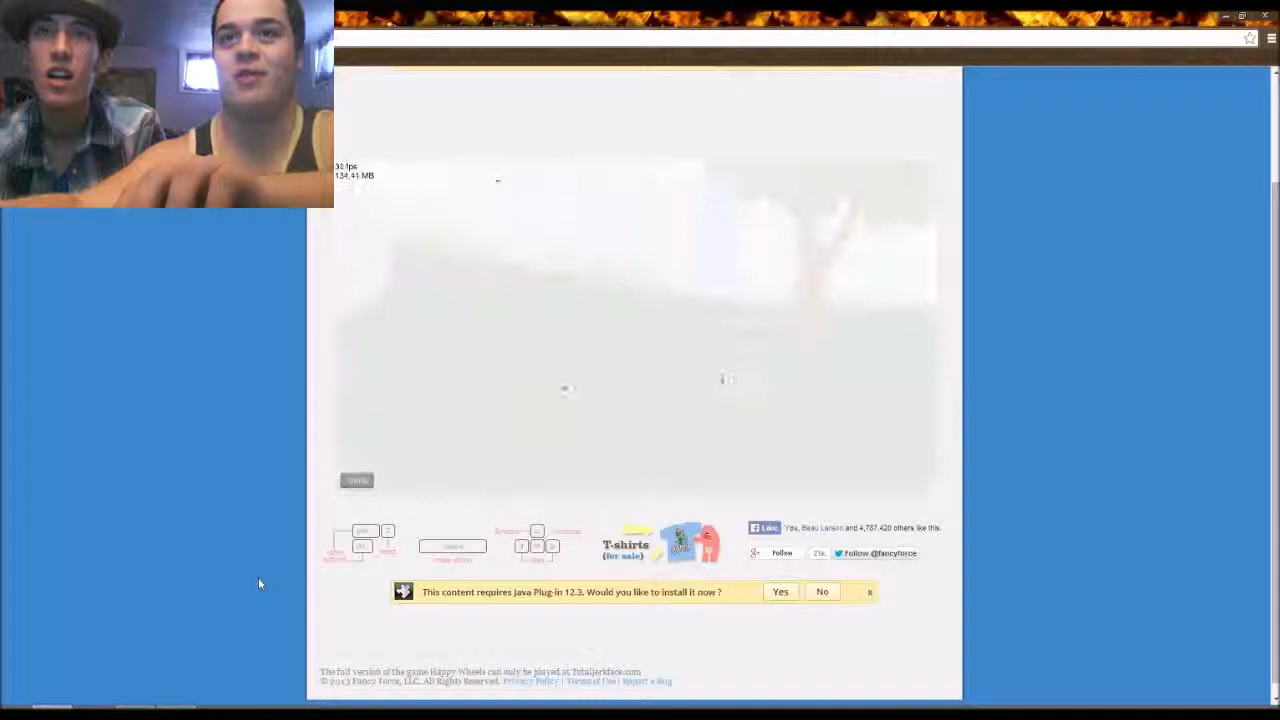 134.41 MB
T-shirts
(for sale)
Like
You, Beau Larson and 4,787,420 others like this.
Follow
21k
Follow @fancyforce
This content requires Java Plug-in 12.3. Would you like to install it now ?
Yes
No
x
The full version of the game Happy Wheels can only be played at Totaljerkface.com
© 2013 Fancy Force, LLC. All Rights Reserved. Privacy Policy | Terms of Use | Report a Bug